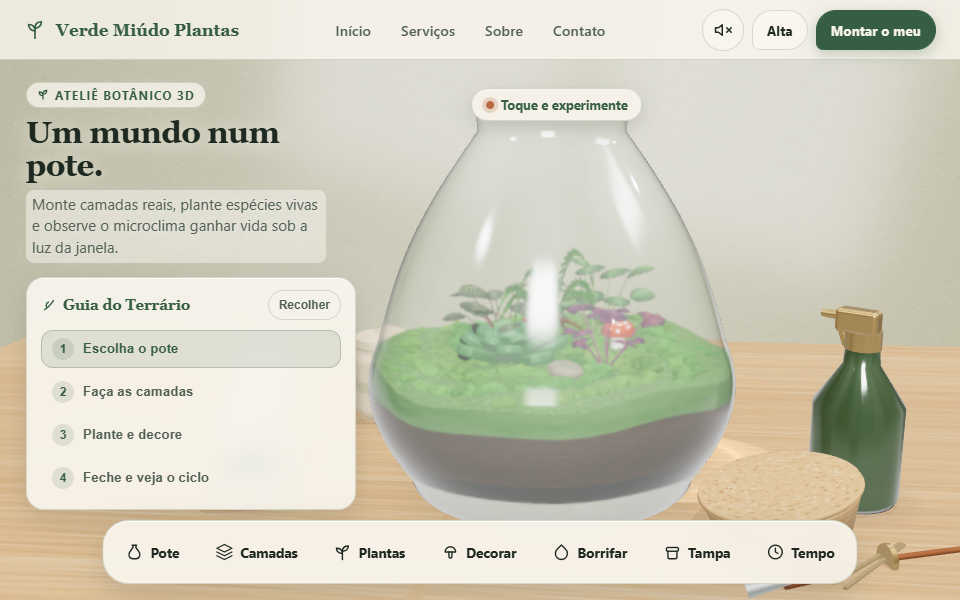 Verde Miúdo Plantas
Início
Serviços
Sobre
Contato
Alta
Montar o meu
ATELIÊ BOTÂNICO 3D
Um mundo num
pote.
Monte camadas reais, plante espécies vivas
e observe o microclima ganhar vida sob a
luz da janela.
Toque e experimente
Guia do Terrário
Recolher
1 Escolha o pote
2 Faça as camadas
3 Plante e decore
4 Feche e veja o ciclo
Pote
Camadas
Plantas
Decorar
Borrifar
Tampa
Tempo